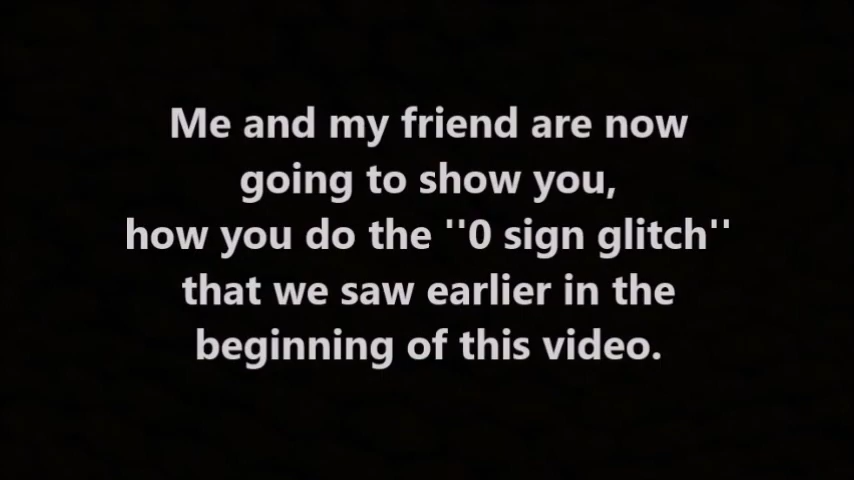 Me and my friend are now
going to show you,
how you do the ''0 sign glitch''
that we saw earlier in the
beginning of this video.